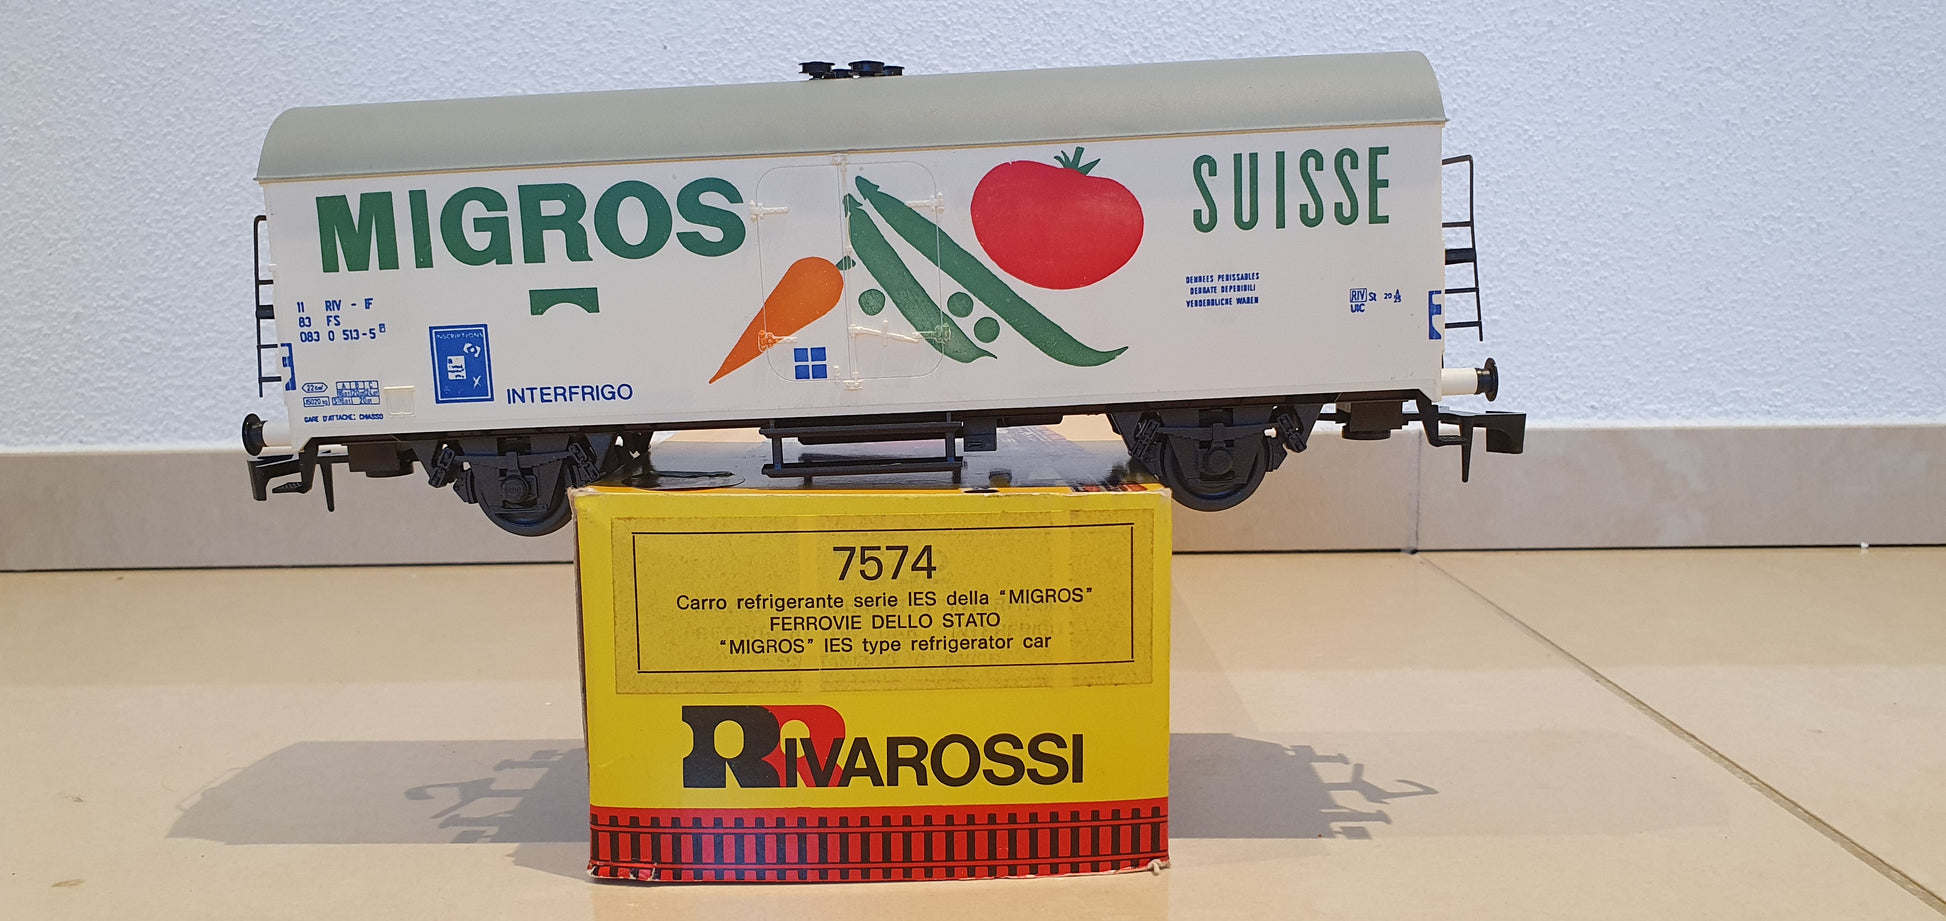 MIGROS
SUISSE
11 RIV - EF
83 FS
083 0 513-5
INTERFRIGO
GARE D'ATTACHE: CHIASSO
DENREES PERISSABLES
DERRATE DEPERIBILI
VERDERBLICHE WAREN
RIV St
UIC
7574
Carro refrigerante serie IES della “MIGROS”
FERROVIE DELLO STATO
“MIGROS” IES type refrigerator car
RIVAROSSI